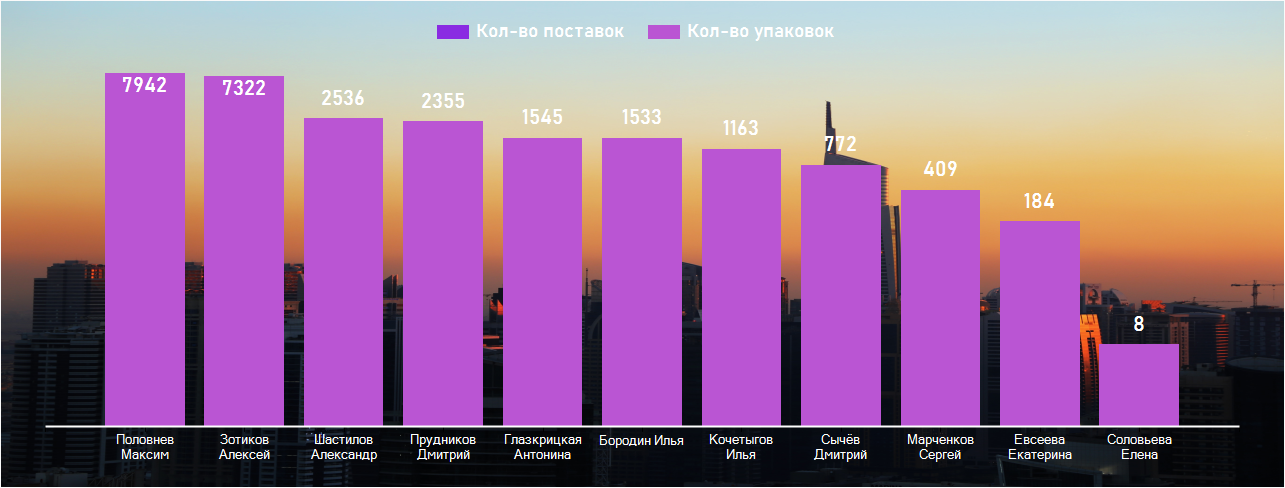 Кол-во поставок Кол-во упаковок
7942 7322 2536 2355 1545 1533 1163 772 409 184 8
Половнев Зотиков Шастилов Прудников Глазкрицкая Бородин Илья Кочетыгов Сычёв Марченков Евсеева Соловьева
Максим Алексей Александр Дмитрий Антонина Илья Дмитрий Сергей Екатерина Елена